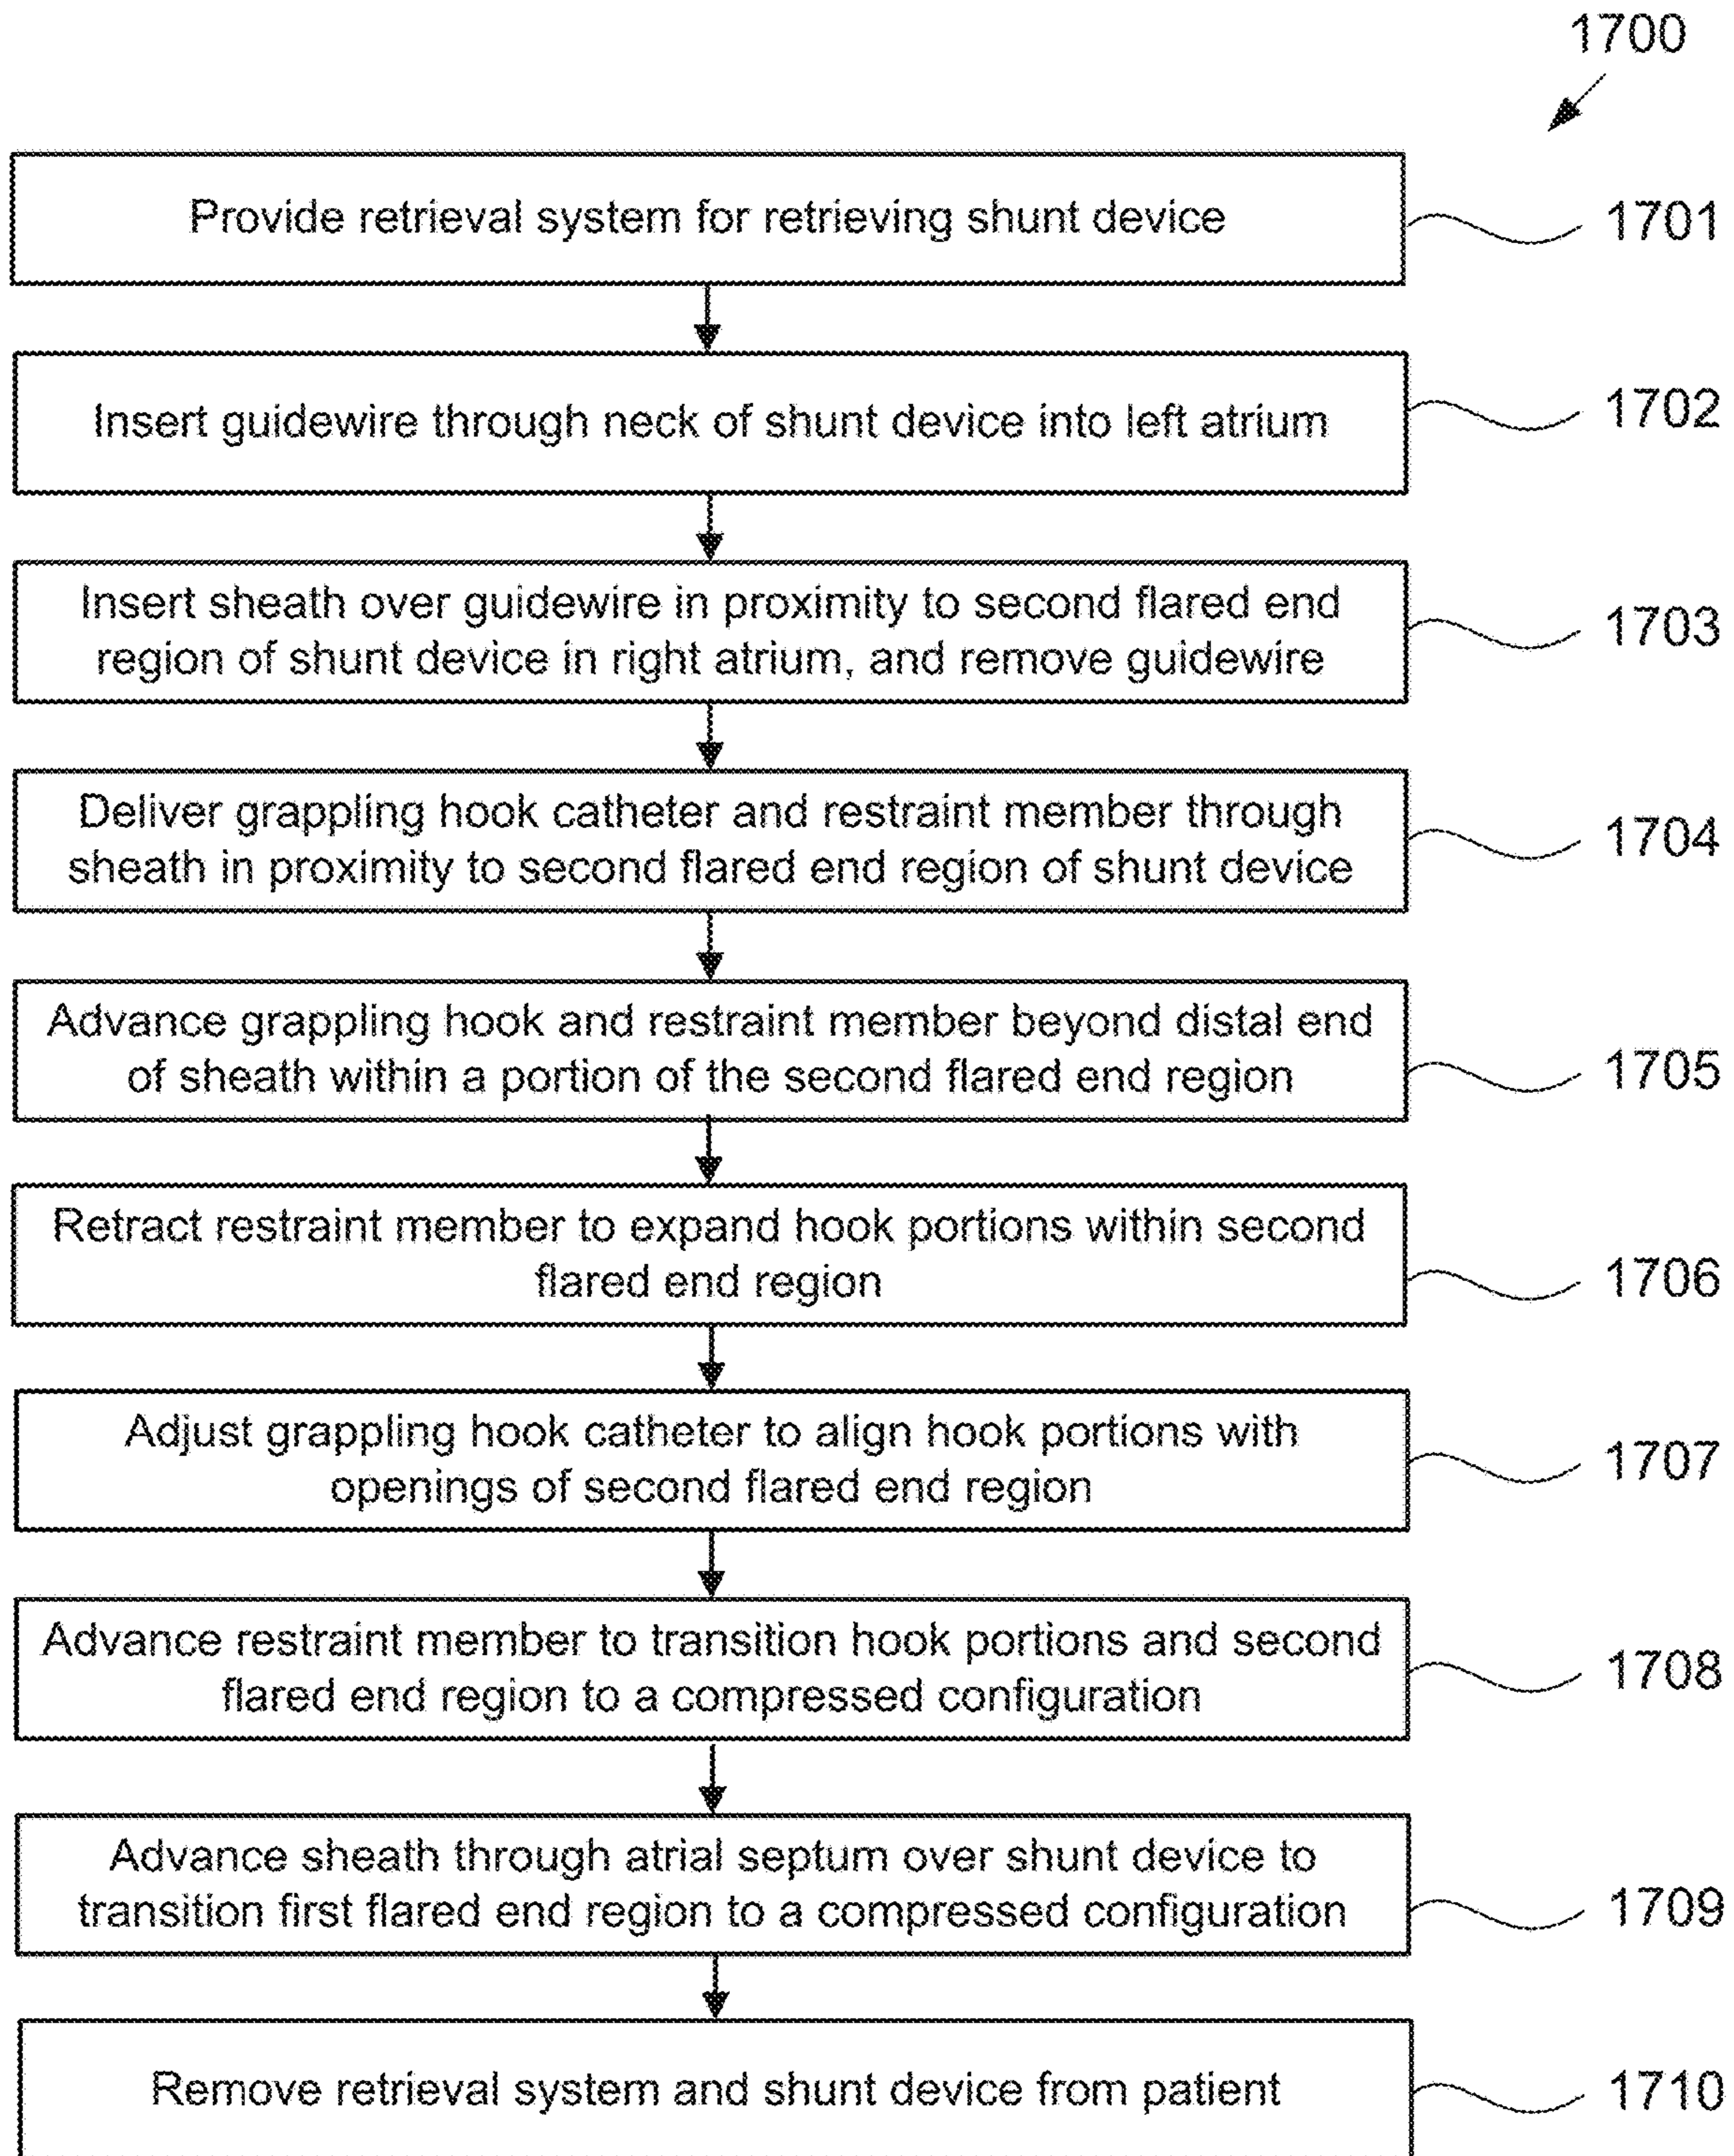 1700
Provide retrieval system for retrieving shunt device
1701
Insert guidewire through neck of shunt device into left atrium
1702
Insert sheath over guidewire in proximity to second flared end
region of shunt device in right atrium, and remove guidewire
1703
Deliver grappling hook catheter and restraint member through
sheath in proximity to second flared end region of shunt device
1704
Advance grappling hook and restraint member beyond distal end
of sheath within a portion of the second flared end region
1705
Retract restraint member to expand hook portions within second
flared end region
1706
Adjust grappling hook catheter to align hook portions with
openings of second flared end region
1707
Advance restraint member to transition hook portions and second
flared end region to a compressed configuration
1708
Advance sheath through atrial septum over shunt device to
transition first flared end region to a compressed configuration
1709
Remove retrieval system and shunt device from patient
1710